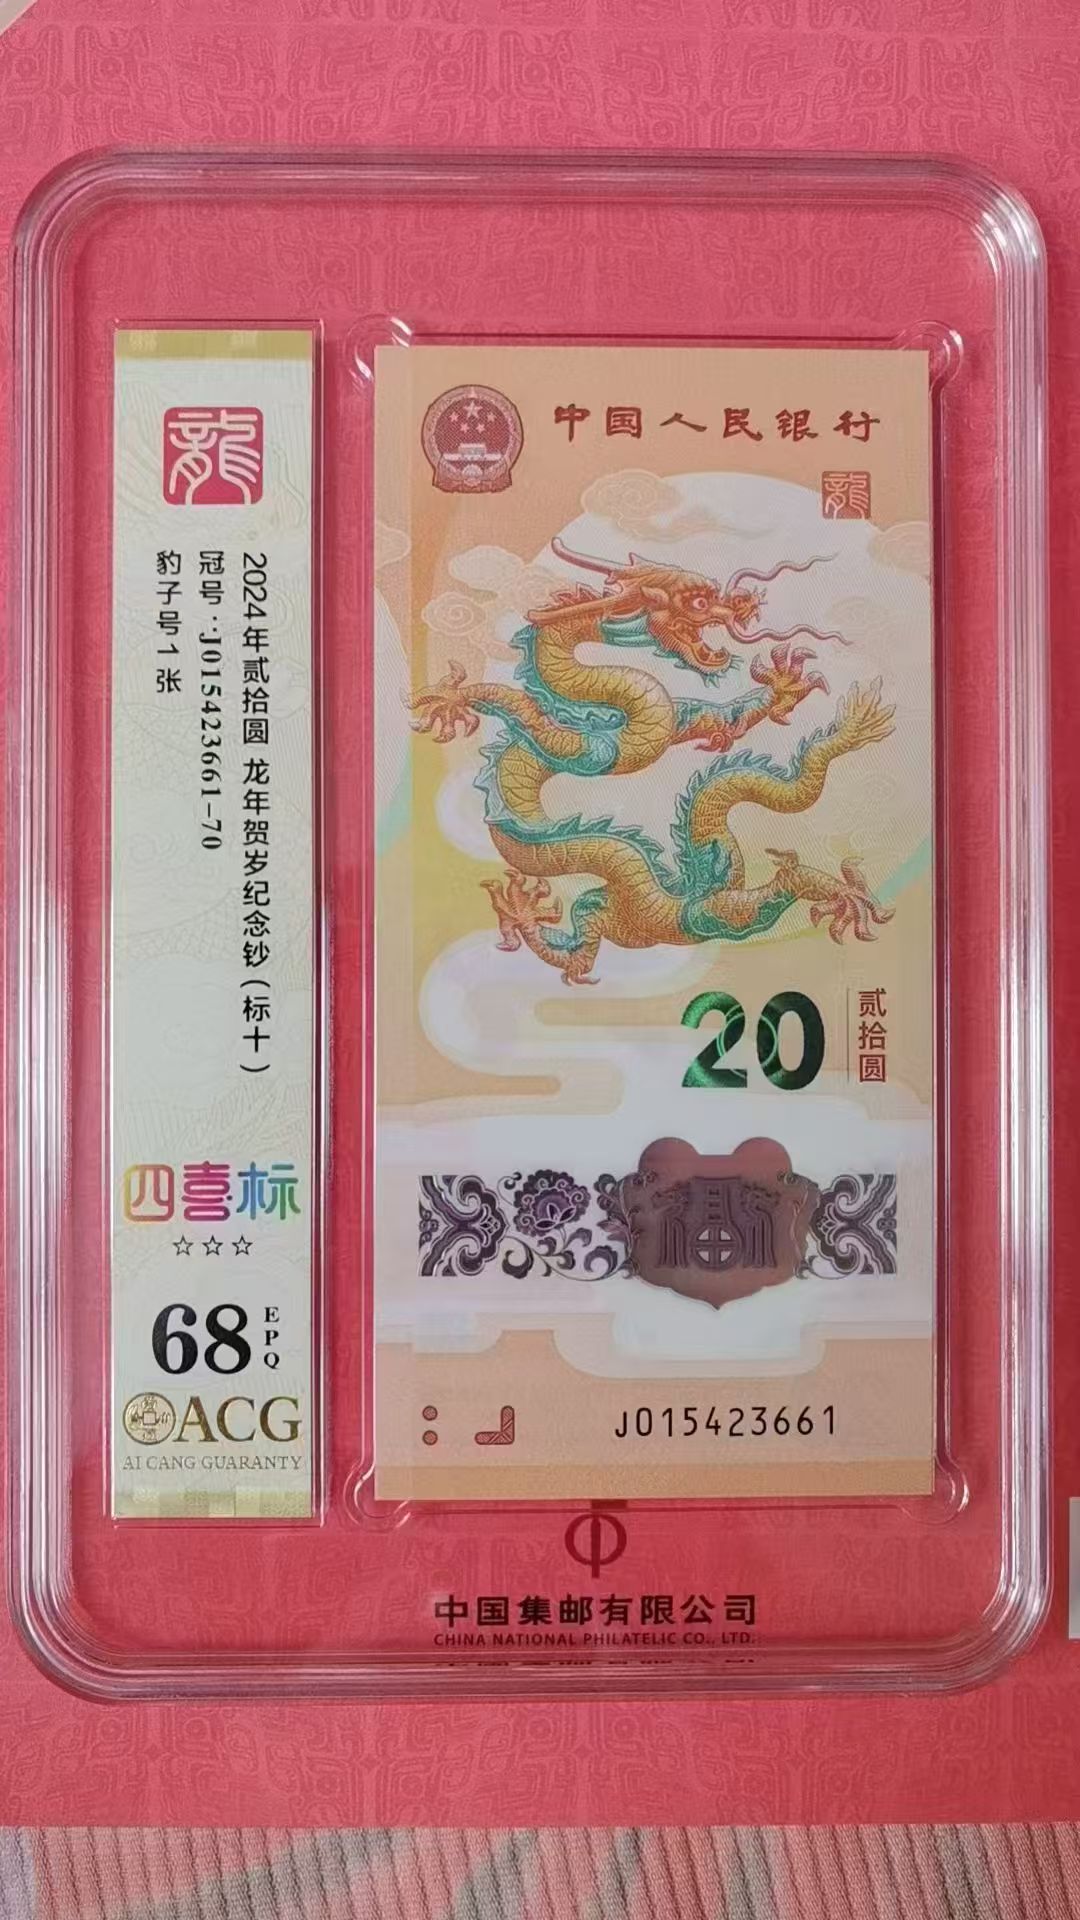 龍
2024年贰拾圆 龙年贺岁纪念钞(标十)
冠号:J015423661-70
豹子号1张
四喜标
☆☆☆
68 EPQ
ACG
AI CANG GUARANTY
中国人民银行
龍
20
贰拾圆
福
J015423661
中国集邮有限公司
CHINA NATIONAL PHILATELIC CO., LTD.